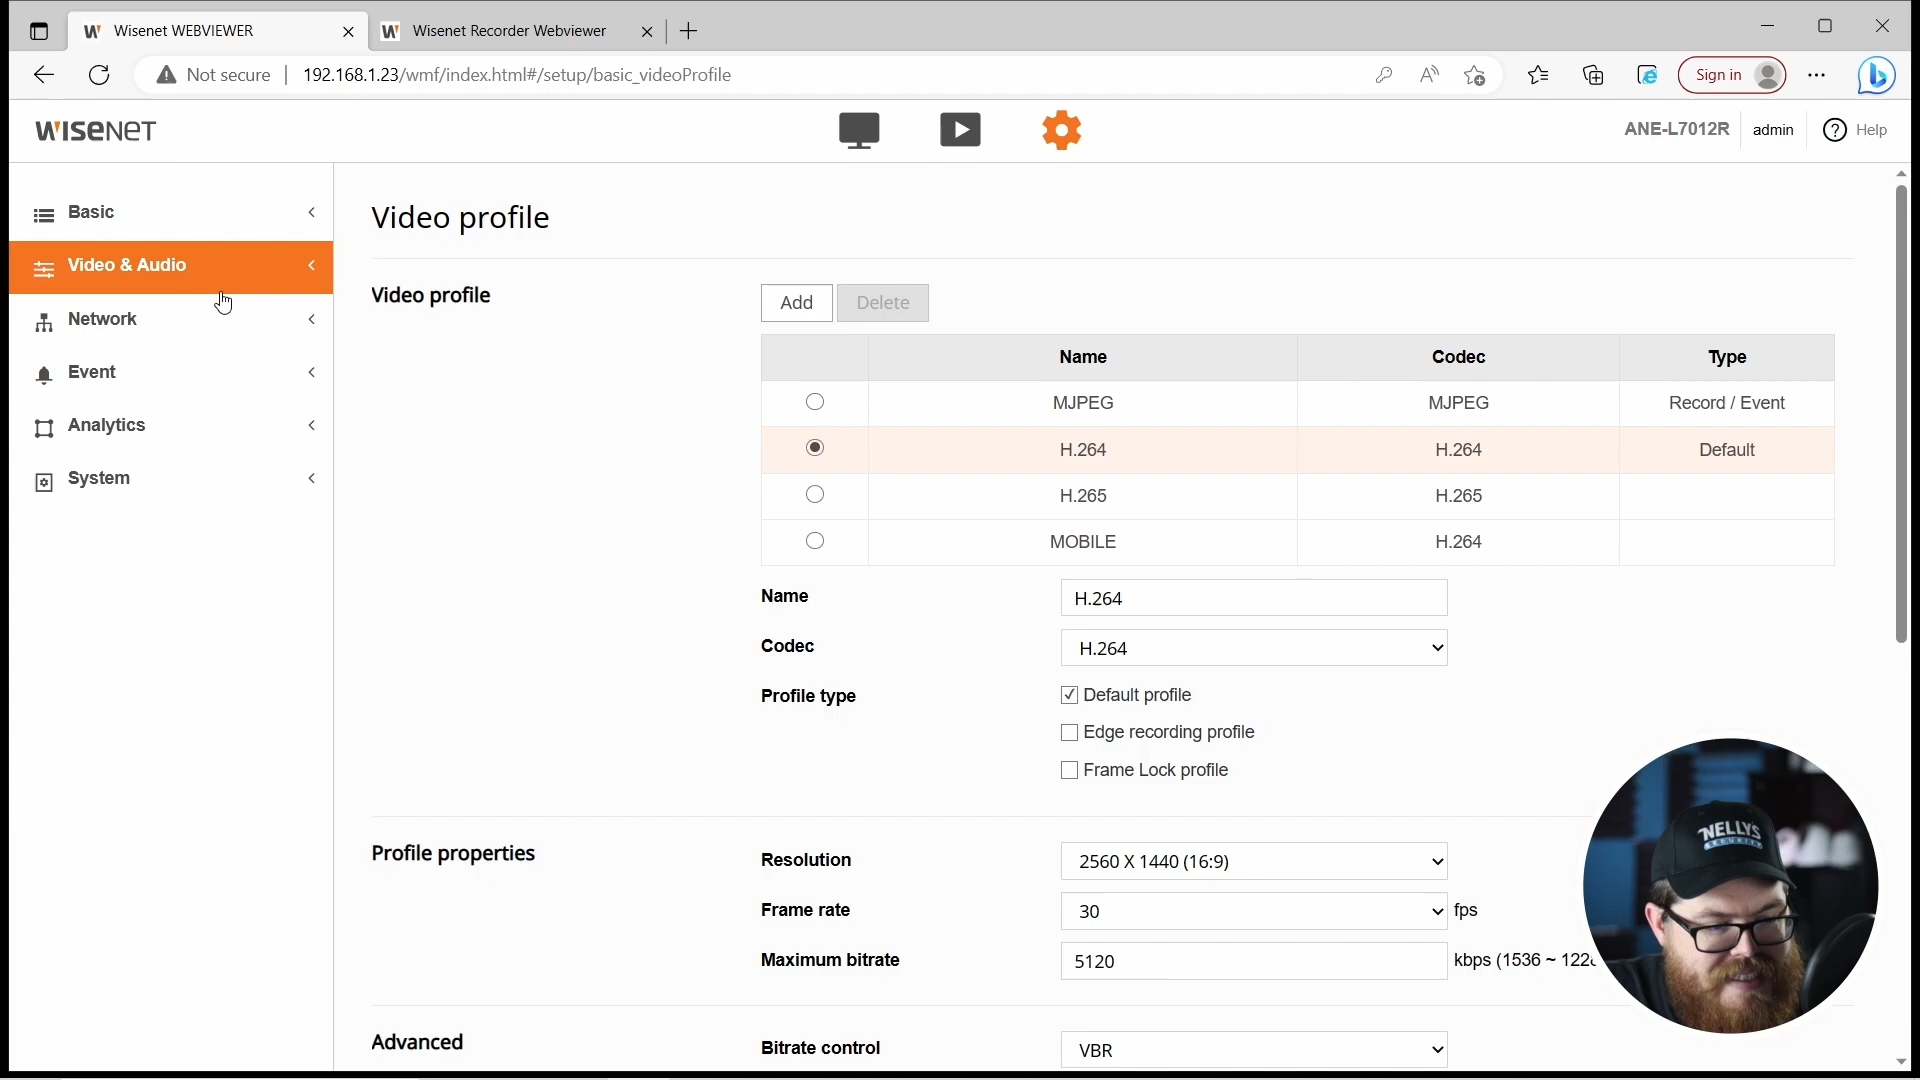 Wisenet WEBVIEWER
Wisenet Recorder Webviewer
Not secure
192.168.1.23/wmf/index.html#/setup/basic_videoProfile
Sign in
WISENET
ANE-L7012R
admin
Help
Basic
Video & Audio
Network
Event
Analytics
System
Video profile
Video profile
Add Delete
Name Codec Type
MJPEG MJPEG Record / Event
H.264 H.264 Default
H.265 H.265
MOBILE H.264
Name H.264
Codec H.264
Profile type Default profile
Edge recording profile
Frame Lock profile
Profile properties
Resolution 2560 X 1440 (16:9)
Frame rate 30 fps
Maximum bitrate 5120 kbps (1536 ~
Advanced
Bitrate control VBR
NELLY'S
SECURITY